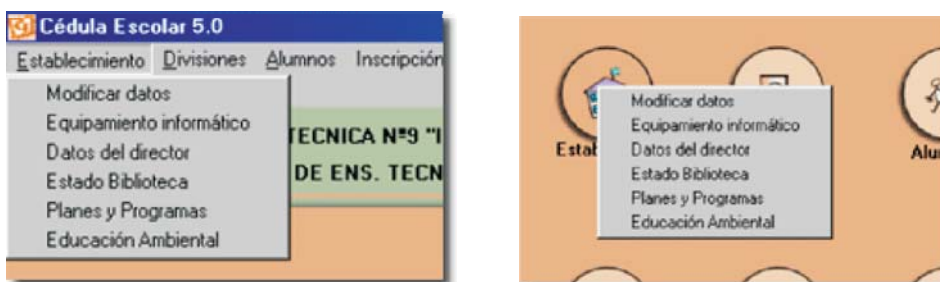 Cédula Escolar 5.0
Establecimiento Divisiones Alumnos Inscripción
Modificar datos
Equipamiento informático
Datos del director
Estado Biblioteca
Planes y Programas
Educación Ambiental
TECNICA Nº9 "I
DE ENS. TECN
Modificar datos
Equipamiento informático
Datos del director
Estado Biblioteca
Planes y Programas
Educación Ambiental
Estab
Alu